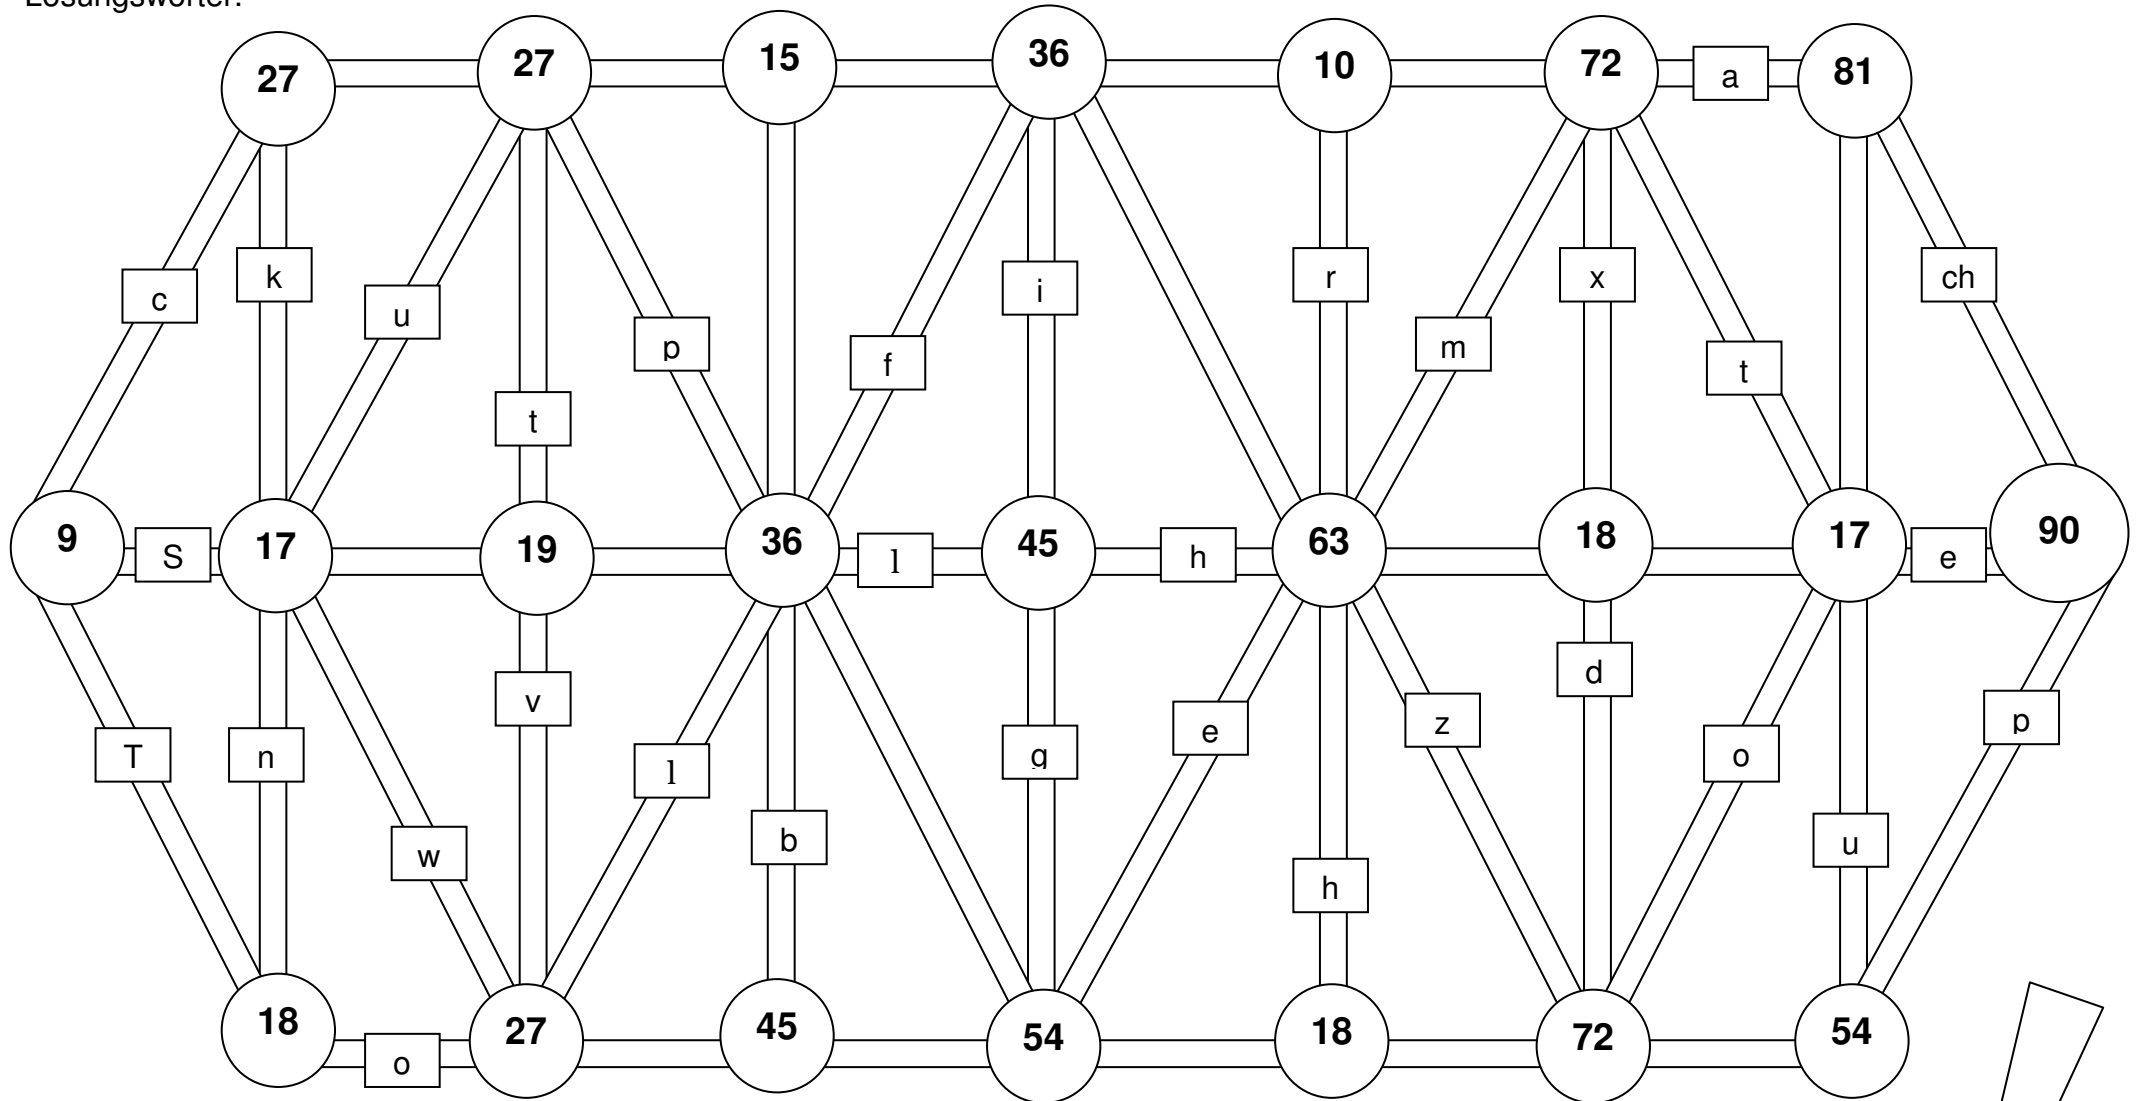 Lösungswörter:
27 27 15 36 10 72 a 81
c k u t p f i r m x t ch
9 S 17 19 36 l 45 h 63 18 17 e 90
T n w v l b g e h z d o u p
18 o 27 45 54 18 72 54